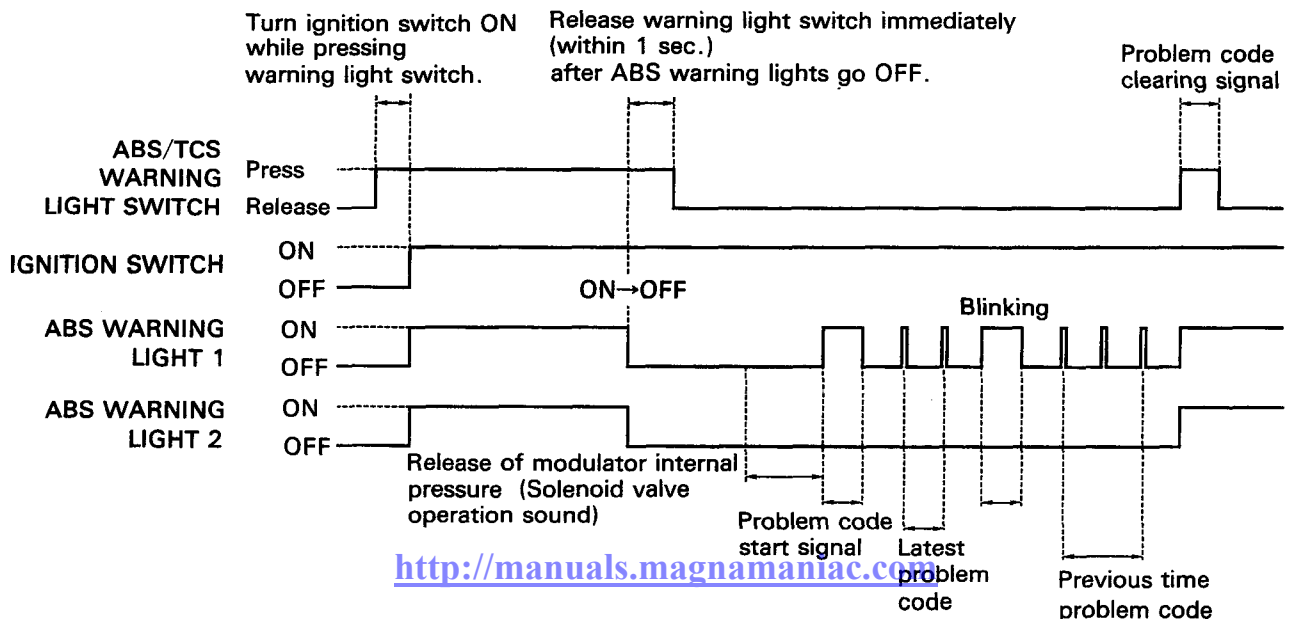 Turn ignition switch ON
while pressing
warning light switch.
Release warning light switch immediately
(within 1 sec.)
after ABS warning lights go OFF.
Problem code
clearing signal
ABS/TCS
WARNING
LIGHT SWITCH
Press
Release
IGNITION SWITCH
ON
OFF
ON→OFF
ABS WARNING
LIGHT 1
ON
OFF
Blinking
ABS WARNING
LIGHT 2
ON
OFF
Release of modulator internal
pressure (Solenoid valve
operation sound)
Problem code
start signal
Latest
problem
code
Previous time
problem code
http://manuals.magnamaniac.com